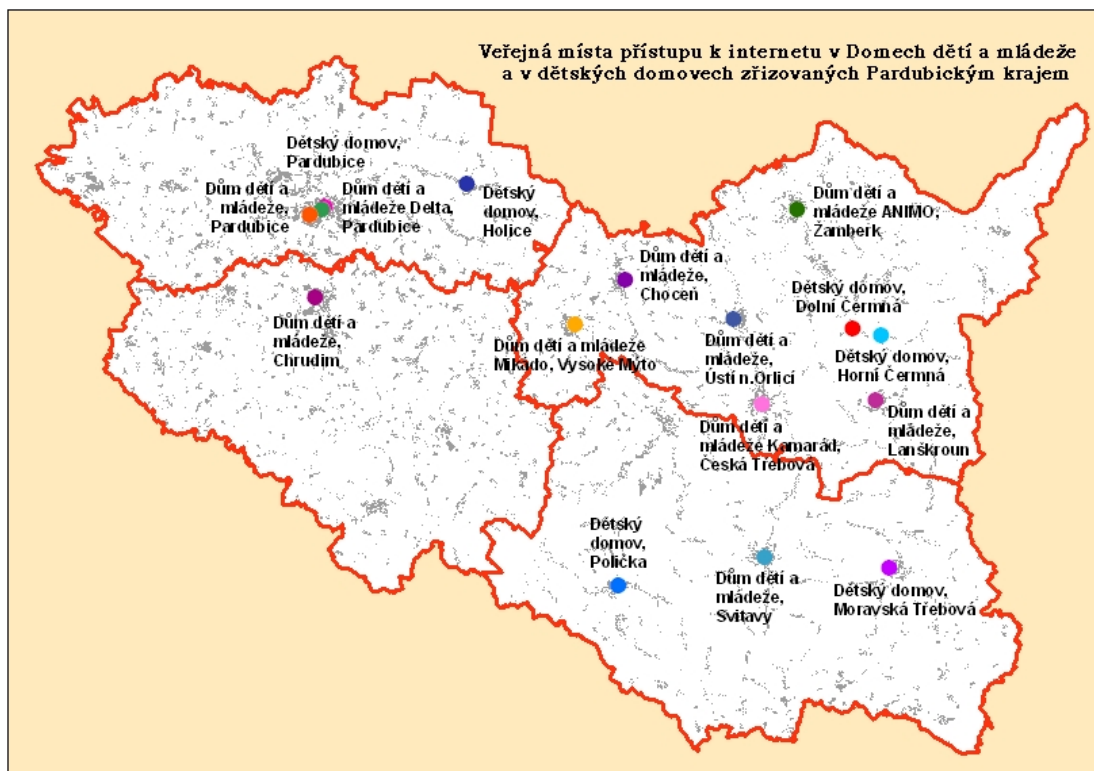 Veřejná místa přístupu k internetu v Domech dětí a mládeže
a v dětských domovech zřizovaných Pardubickým krajem
Dětský domov,
Pardubice
Dům dětí a
mládeže,
Pardubice
Dům dětí a
mládeže Delta,
Pardubice
Dětský
domov,
Holice
Dům dětí a
mládeže ANIMO,
Žamberk
Dům dětí a
mládeže,
Choceň
Dětský domov,
Dolní Čermná
Dům dětí a
mládeže,
Chrudim
Dům dětí a mládeže
Mikádo, Vysoké Mýto
Dům dětí a
mládeže,
Ústí n.Orlicí
Dětský domov,
Horní Čermná
Dům dětí a
mládeže Kamarád,
Česká Třebová
Dům dětí a
mládeže,
Lanškroun
Dětský
domov,
Polička
Dům dětí a
mládeže,
Svitavy
Dětský domov,
Moravská Třebová